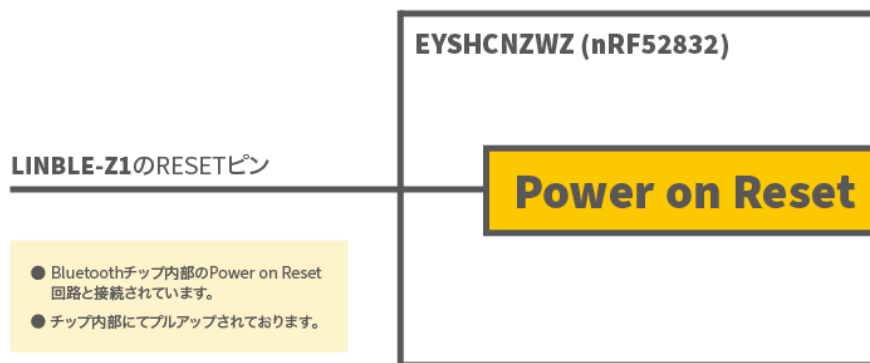 EYSHCNZWZ (nRF52832)
LINBLE-Z1のRESETピン
Power on Reset
● Bluetoothチップ内部のPower on Reset
回路と接続されています。
● チップ内部にてプルアップされております。